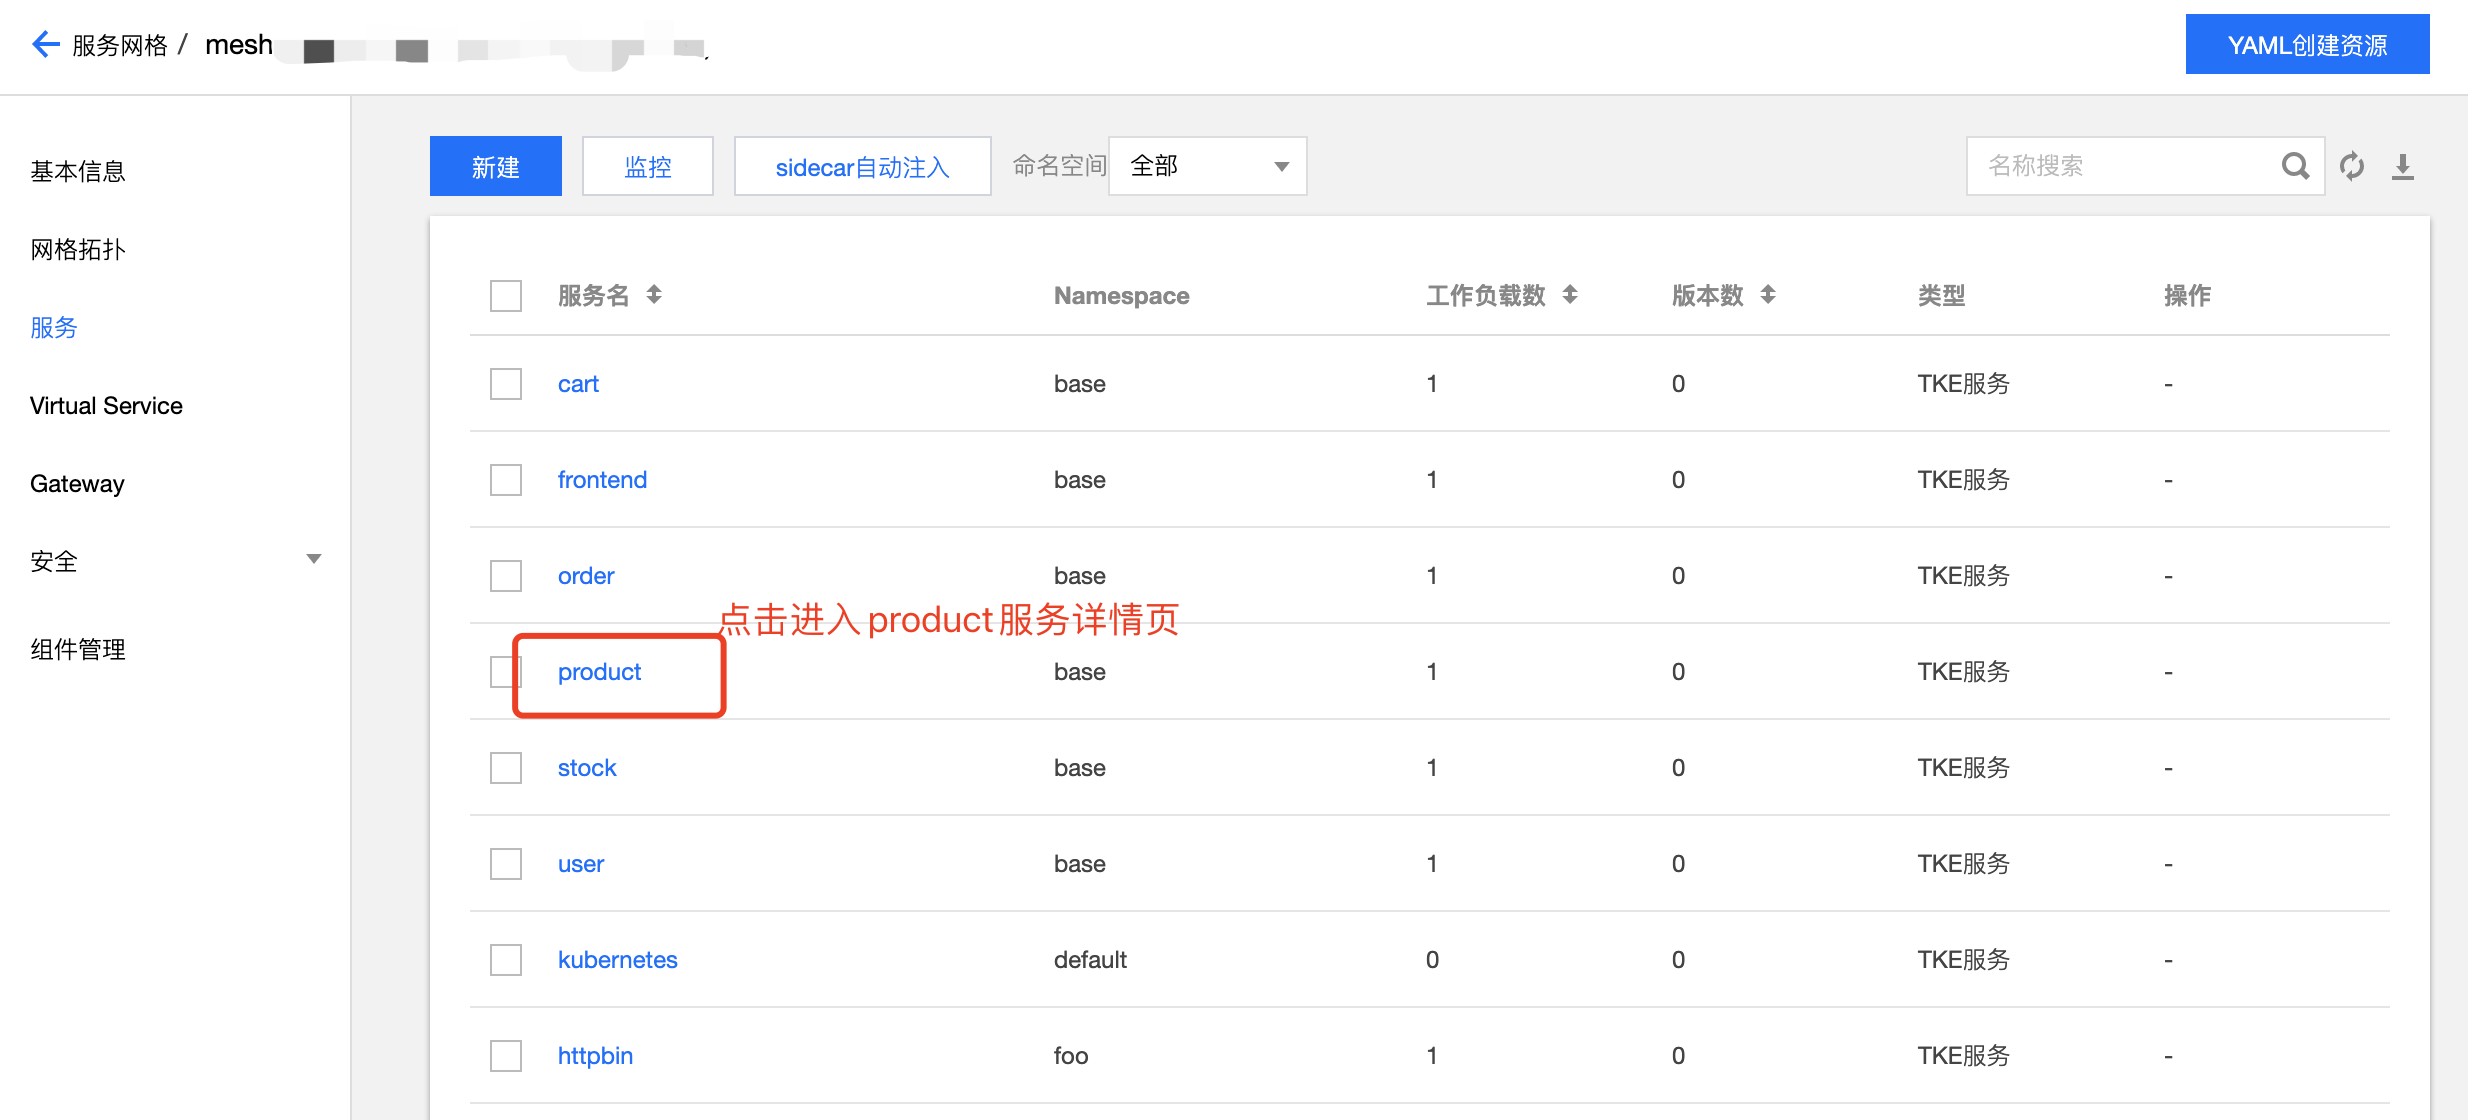 服务网格 / mesh
YAML创建资源
基本信息
网格拓扑
服务
Virtual Service
Gateway
安全
组件管理
新建 监控 sidecar自动注入 命名空间 全部 名称搜索
服务名 Namespace 工作负载数 版本数 类型 操作
cart base 1 0 TKE服务 -
frontend base 1 0 TKE服务 -
order base 1 0 TKE服务 -
点击进入product服务详情页
product base 1 0 TKE服务 -
stock base 1 0 TKE服务 -
user base 1 0 TKE服务 -
kubernetes default 0 0 TKE服务 -
httpbin foo 1 0 TKE服务 -